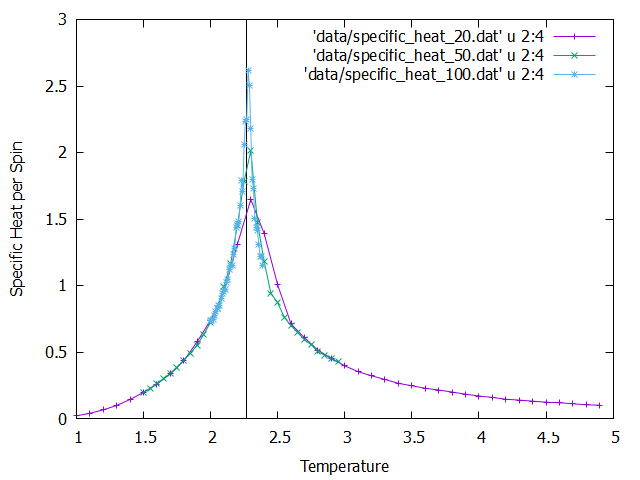 'data/specific_heat_20.dat' u 2:4
'data/specific_heat_50.dat' u 2:4
'data/specific_heat_100.dat' u 2:4
3
2.5
2
1.5
1
0.5
0
Specific Heat per Spin
1 1.5 2 2.5 3 3.5 4 4.5 5
Temperature